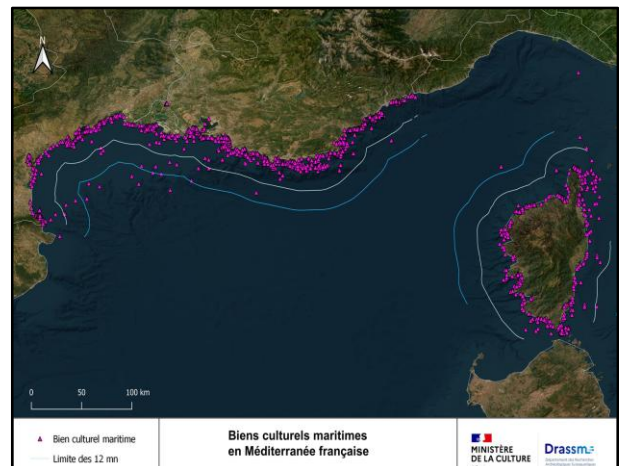 N
0 50 100 km
Bien culturel maritime
Limite des 12 mn
Biens culturels maritimes
en Méditerranée française
MINISTÈRE
DE LA CULTURE
Drassm